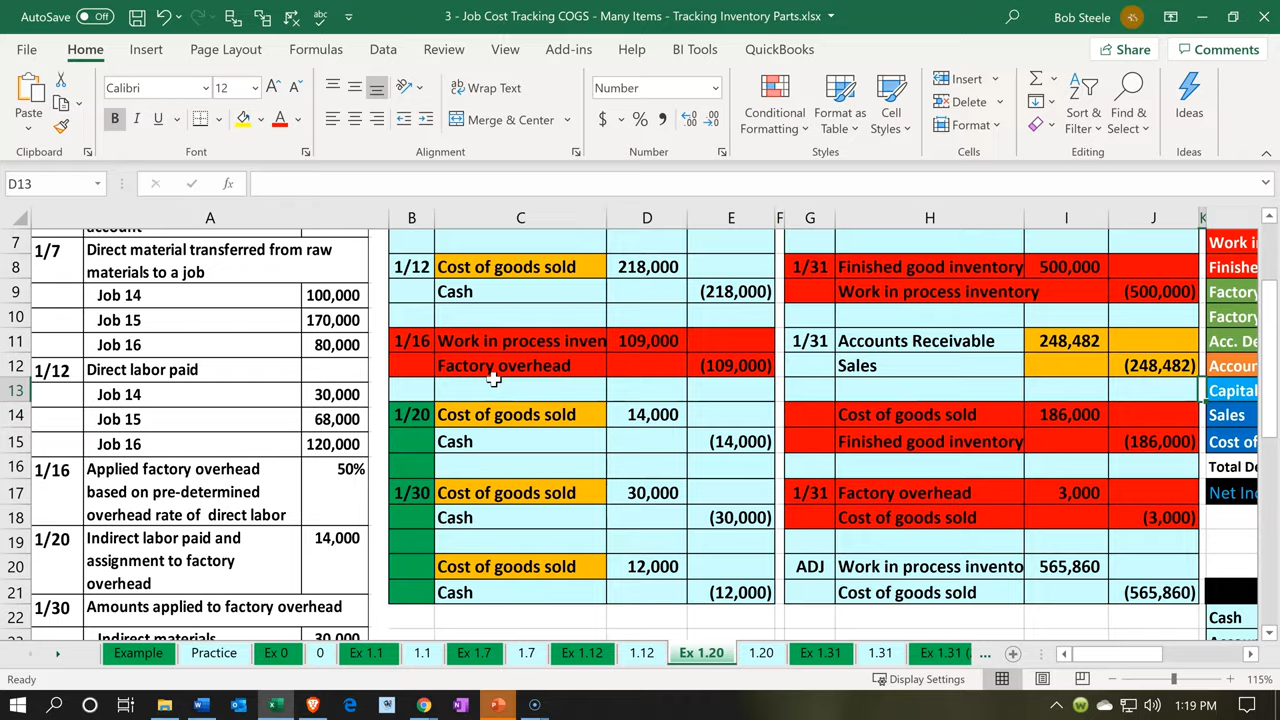 AutoSave Off 3 - Job Cost Tracking COGS - Many Items - Tracking Inventory Parts.xlsx Bob Steele
File Home Insert Page Layout Formulas Data Review View Add-ins Help BI Tools QuickBooks Share Comments
Paste Calibri 12 Wrap Text Number Conditional Formatting Format as Table Cell Styles Insert Sort & Filter Find & Select Ideas
B I U Merge & Center $ % Delete Format
Clipboard Font Alignment Number Styles Cells Editing Ideas
D13 fx
A B C D E F G H I J K
7 account Work i
1/7 Direct material transferred from raw
8 materials to a job 1/12 Cost of goods sold 218,000 1/31 Finished good inventory 500,000 Finishe
9 Job 14 100,000 Cash (218,000) Work in process inventory (500,000) Factory
10 Job 15 170,000 Factory
11 Job 16 80,000 1/16 Work in process inven 109,000 1/31 Accounts Receivable 248,482 Acc. De
12 1/12 Direct labor paid Factory overhead (109,000) Sales (248,482) Accoun
13 Job 14 30,000 Capital
14 Job 15 68,000 1/20 Cost of goods sold 14,000 Cost of goods sold 186,000 Sales
15 Job 16 120,000 Cash (14,000) Finished good inventory (186,000) Cost of
16 1/16 Applied factory overhead 50% Total De
17 based on pre-determined 1/30 Cost of goods sold 30,000 1/31 Factory overhead 3,000 Net Inc
18 overhead rate of direct labor Cash (30,000) Cost of goods sold (3,000)
19 1/20 Indirect labor paid and 14,000
20 assignment to factory Cost of goods sold 12,000 ADJ Work in process invento 565,860
21 overhead Cash (12,000) Cost of goods sold (565,860)
22 1/30 Amounts applied to factory overhead Cash
Indirect materials 30,000
Example Practice Ex 0 0 Ex 1.1 1.1 Ex 1.7 1.7 Ex 1.12 1.12 Ex 1.20 1.20 Ex 1.31 1.31 Ex 1.31 ( ...
Ready Display Settings 115%
1:19 PM